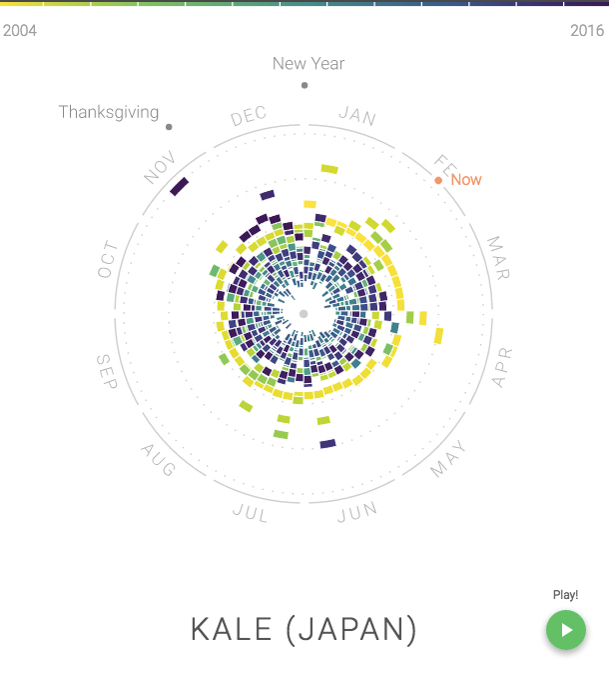 2004
2016
New Year
Thanksgiving
DEC
JAN
NOV
Now
OCT
MAR
SEP
APR
AUG
MAY
JUL
JUN
Play!
KALE (JAPAN)